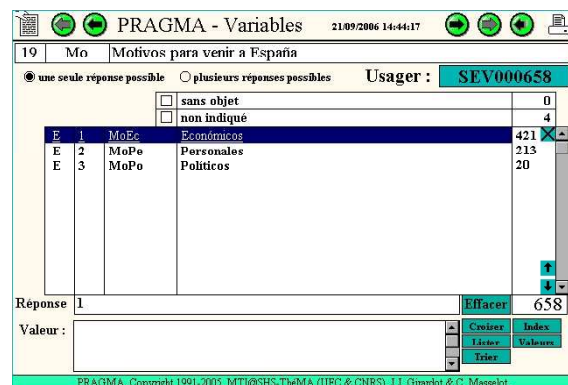 PRAGMA - Variables 21/09/2006 14:44:17
19 Mo Motivos para venir a España
une seule réponse possible plusieurs réponses possibles Usager : SEV000658
sans objet 0
non indiqué 4
E 1 MoEc Económicos 421
E 2 MoPe Personales 213
E 3 MoPo Políticos 20
Réponse 1 Effacer 658
Valeur : Croiser Index
Lister Valeurs
Trier
PRAGMA, Copyright 1991-2005, MTI@SHS-ThéMA (UFC & CNRS), J.J. Girardot & C. Masselot